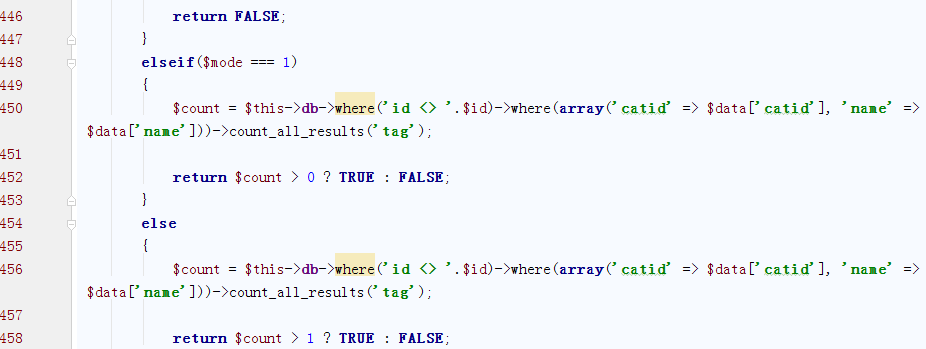 446 return FALSE;
447 }
448 elseif($mode === 1)
449 {
450 $count = $this->db->where('id <> '.$id)->where(array('catid' => $data['catid'], 'name' =>
$data['name']))->count_all_results('tag');
451
452 return $count > 0 ? TRUE : FALSE;
453 }
454 else
455 {
456 $count = $this->db->where('id <> '.$id)->where(array('catid' => $data['catid'], 'name' =>
$data['name']))->count_all_results('tag');
457
458 return $count > 1 ? TRUE : FALSE;